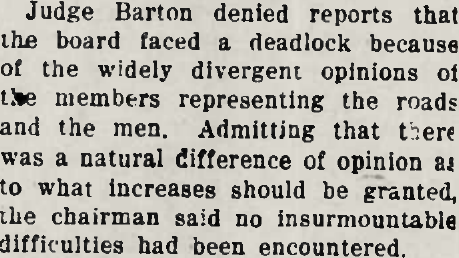 Judge Barton denied reports that
the board faced a deadlock because
of the widely divergent opinions of
the members representing the roads
and the men. Admitting that there
was a natural difference of opinion as
to what increases should be granted,
the chairman said no insurmountable
difficulties had been encountered.